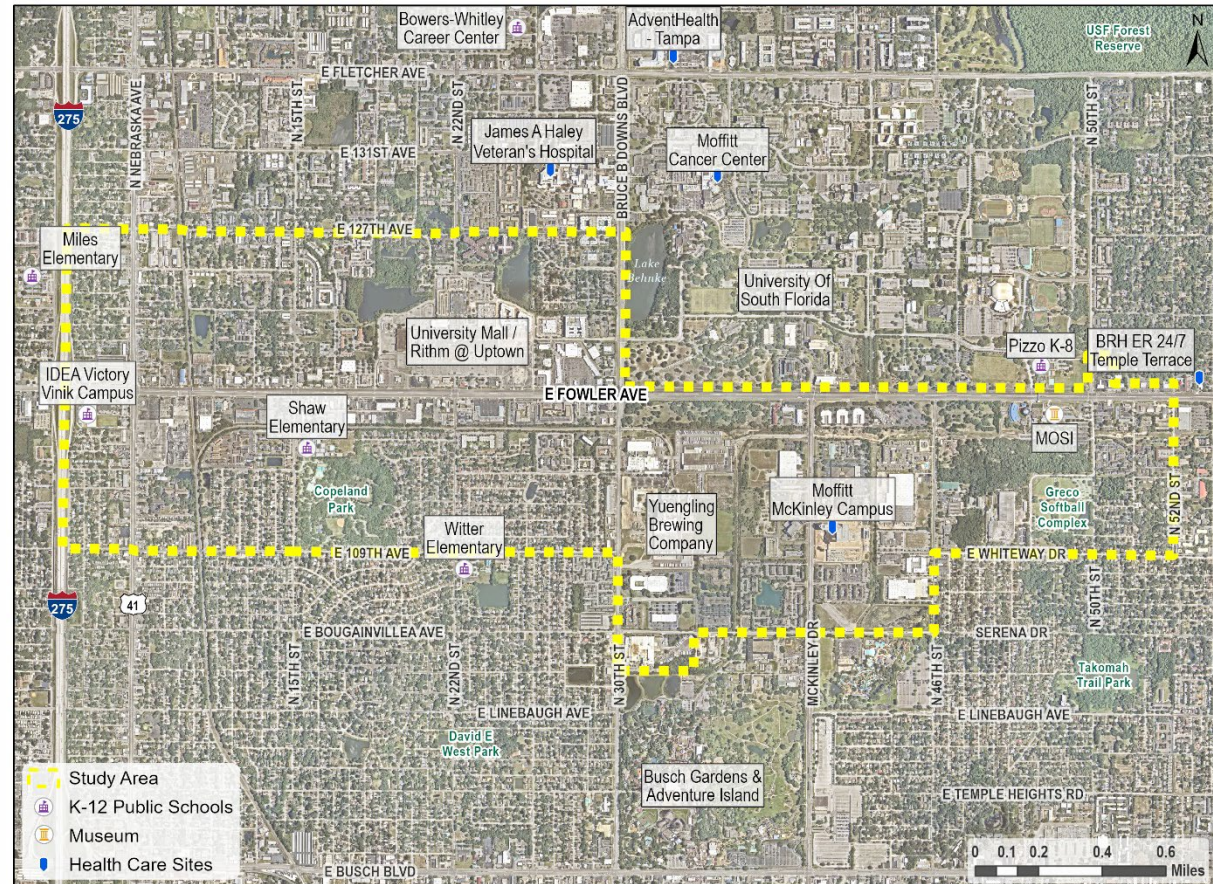 Bowers-Whitley
Career Center
AdventHealth
- Tampa
USF Forest
Reserve
N
E FLETCHER AVE
275
N NEBRASKA AVE
N 15TH ST
N 22ND ST
BRUCE B DOWNS BLVD
N 50TH ST
E 131ST AVE
James A Haley
Veteran's Hospital
Moffitt
Cancer Center
E 127TH AVE
Miles
Elementary
Lake
Behnke
University Of
South Florida
University Mall /
Rithm @ Uptown
Pizzo K-8
BRH ER 24/7
Temple Terrace
IDEA Victory
Vinik Campus
E FOWLER AVE
Shaw
Elementary
MOSI
Copeland
Park
Yuengling
Brewing
Company
Moffitt
McKinley Campus
Greco
Softball
Complex
N 52ND ST
Witter
Elementary
E 109TH AVE
E WHITEWAY DR
275
41
N 50TH ST
E BOUGAINVILLEA AVE
SERENA DR
N 15TH ST
N 22ND ST
N 30TH ST
MCKINLEY DR
N 46TH ST
Takomah
Trail Park
E LINEBAUGH AVE
E LINEBAUGH AVE
David E
West Park
Busch Gardens &
Adventure Island
E TEMPLE HEIGHTS RD
Study Area
K-12 Public Schools
Museum
Health Care Sites
E BUSCH BLVD
0 0.1 0.2 0.4 0.6
Miles